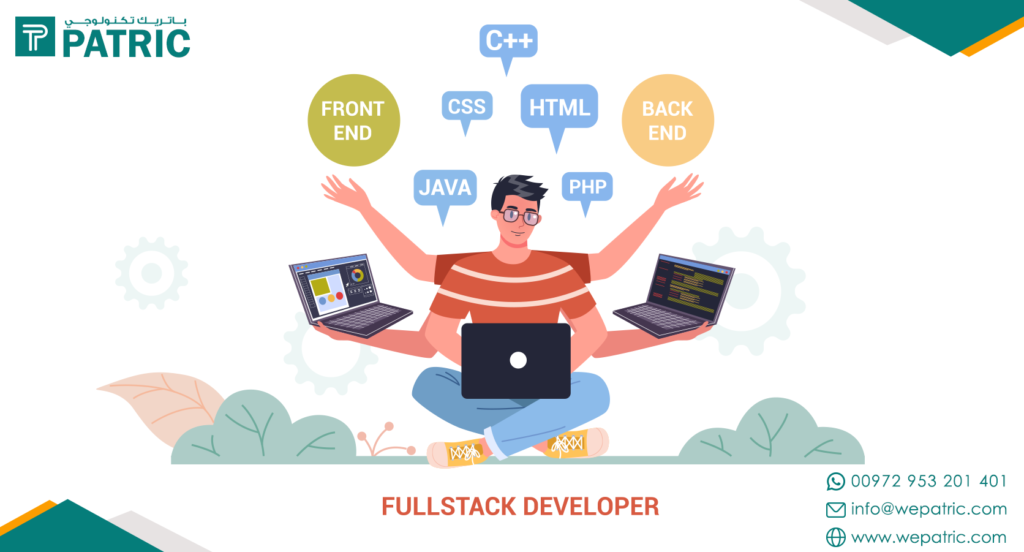 باتريك تكنولوجي
PATRIC
C++
FRONT
END
CSS
HTML
BACK
END
JAVA
PHP
FULLSTACK DEVELOPER
00972 953 201 401
info@wepatric.com
www.wepatric.com